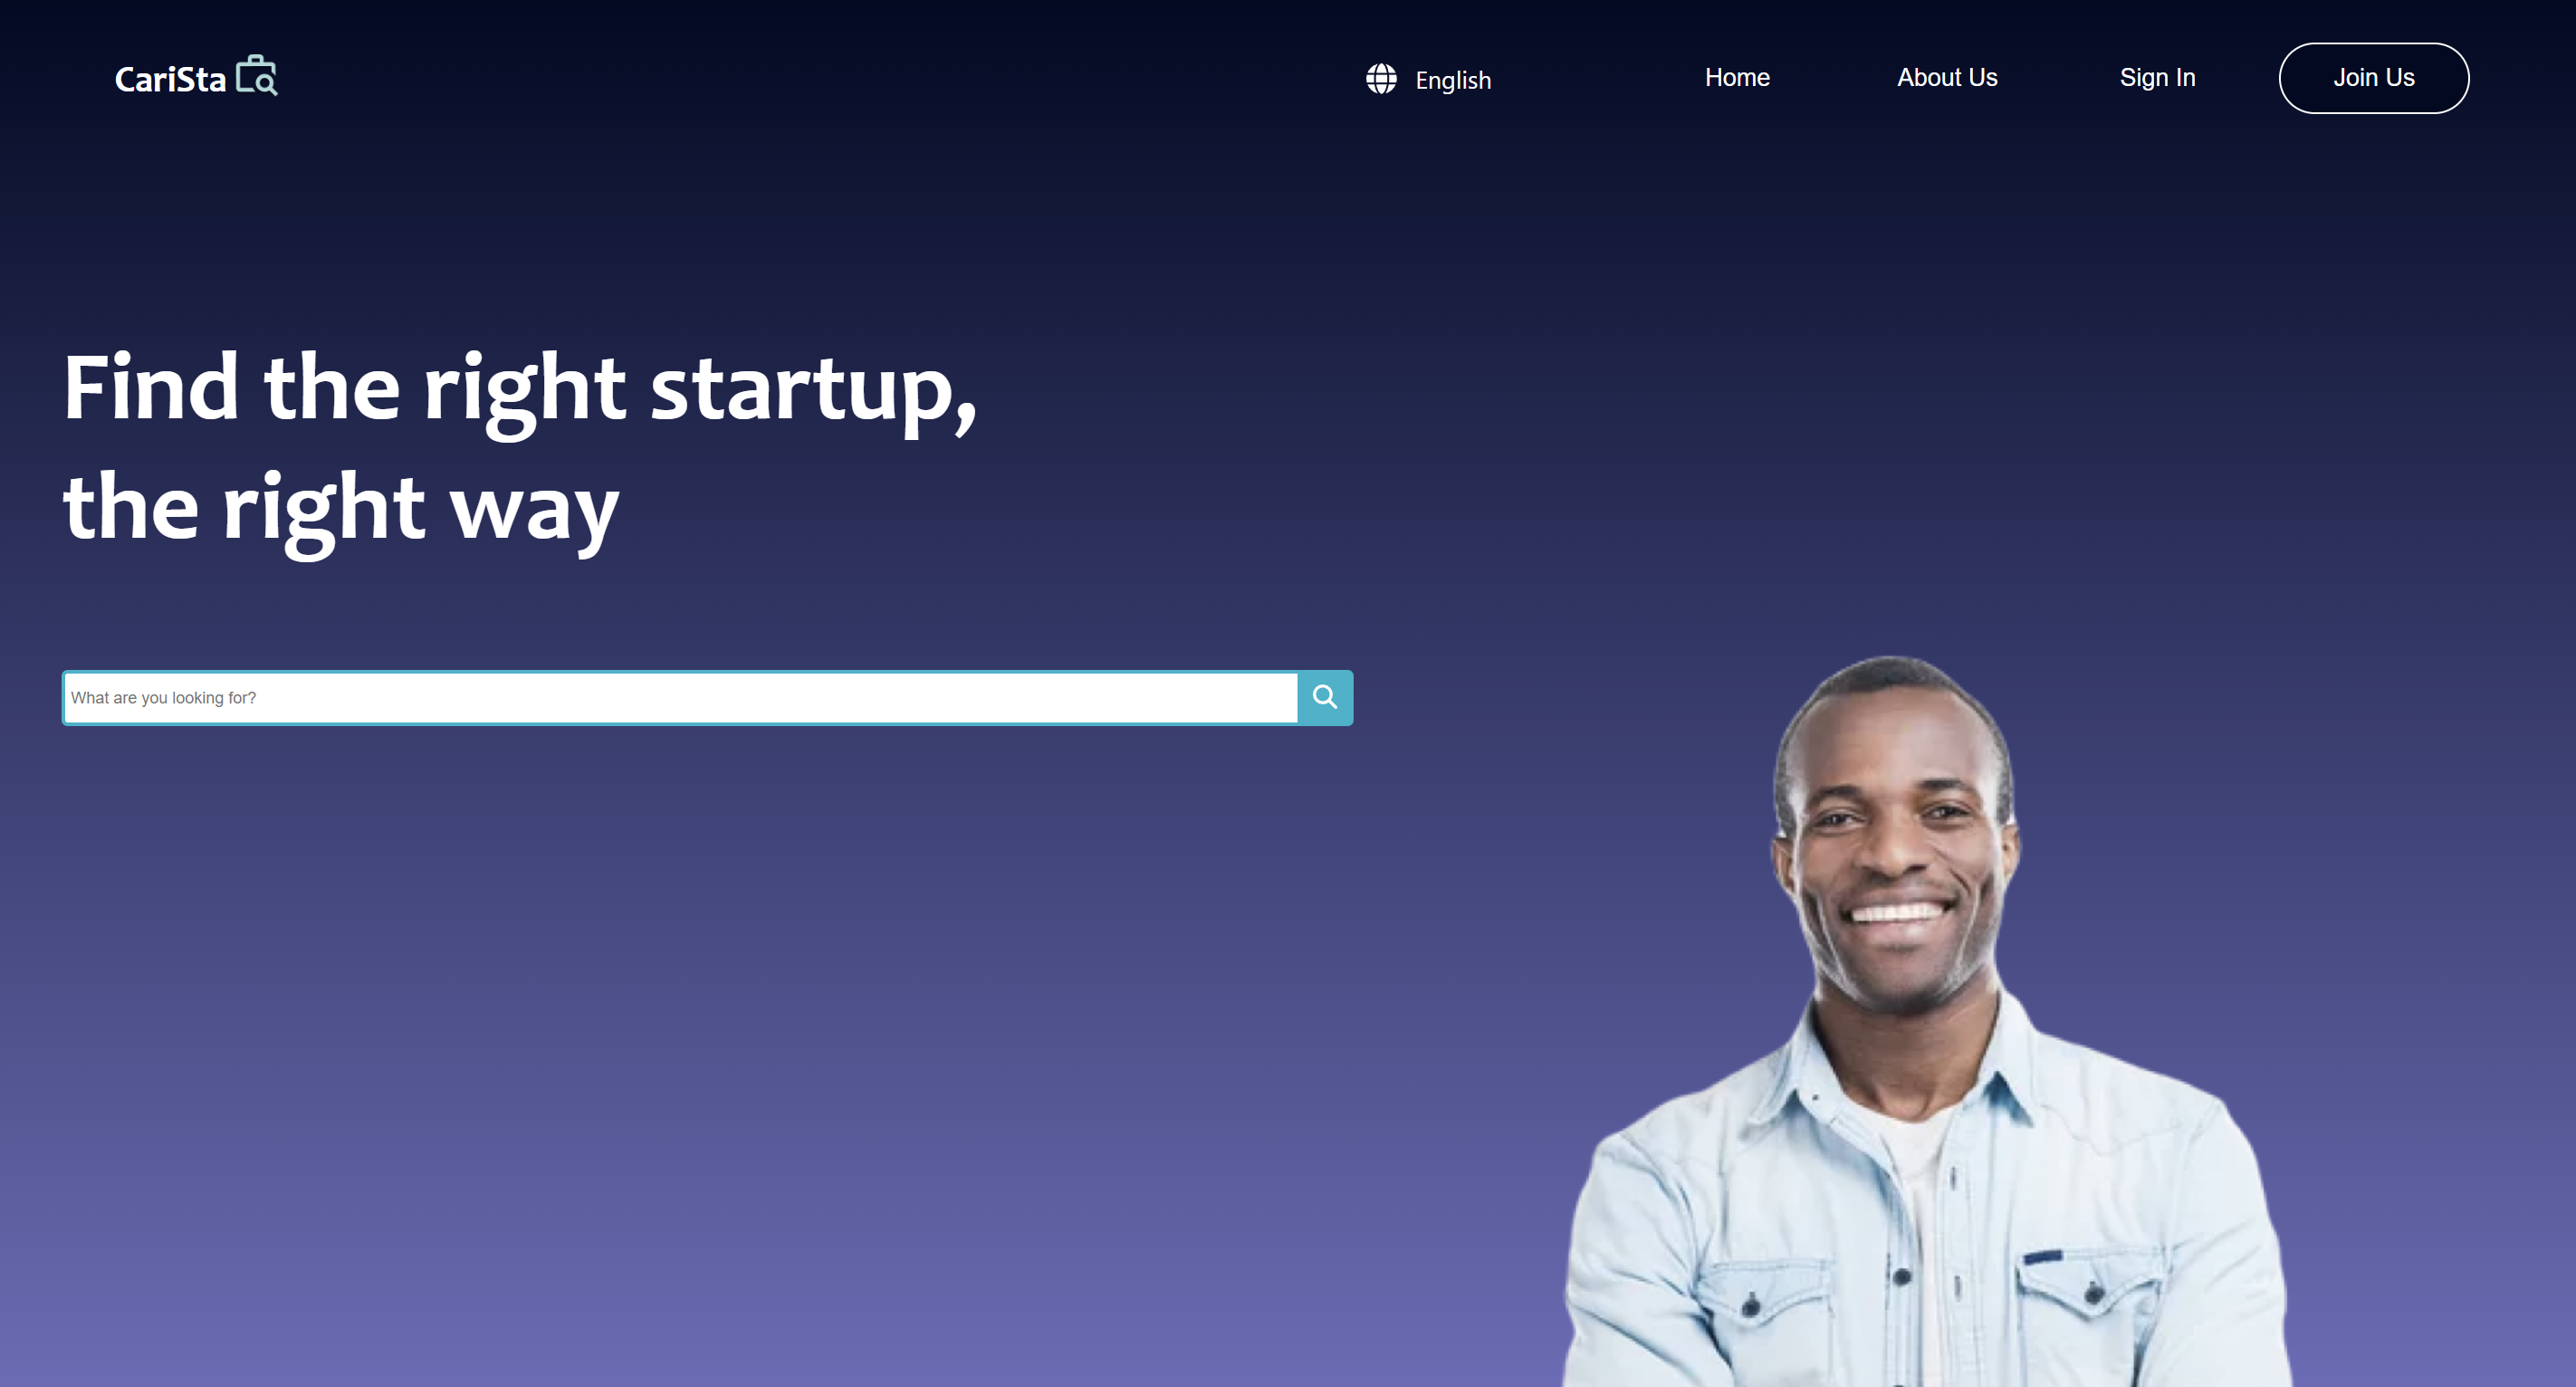 CariSta
English
Home
About Us
Sign In
Join Us
Find the right startup,
the right way
What are you looking for?